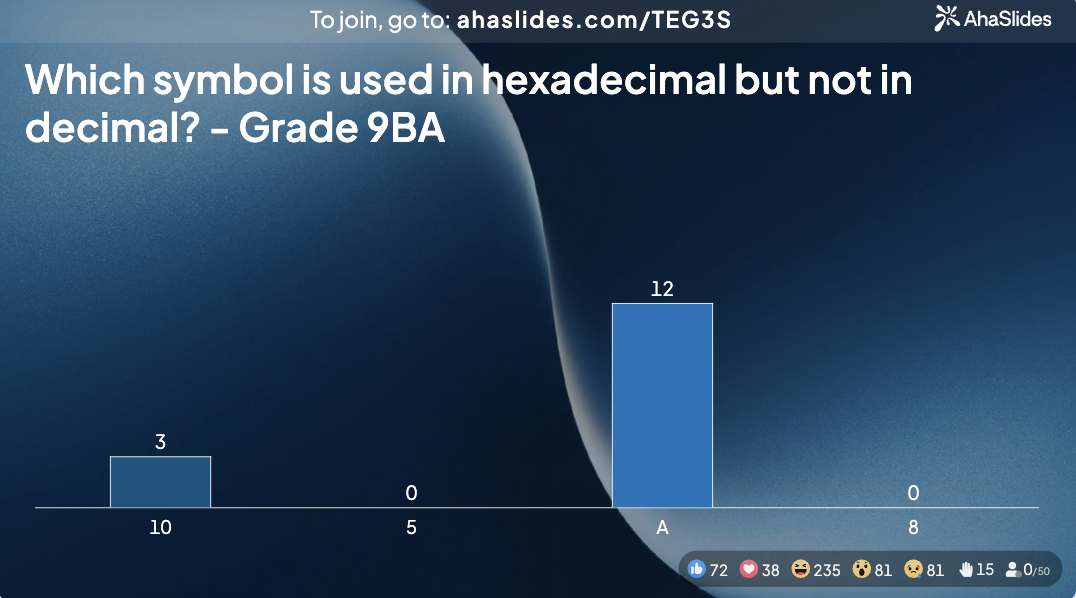 To join, go to: ahaslides.com/TEG3S
AhaSlides
Which symbol is used in hexadecimal but not in
decimal? – Grade 9BA
12
3
0
0
10
5
A
8
72 38 235 81 81 15 0/50